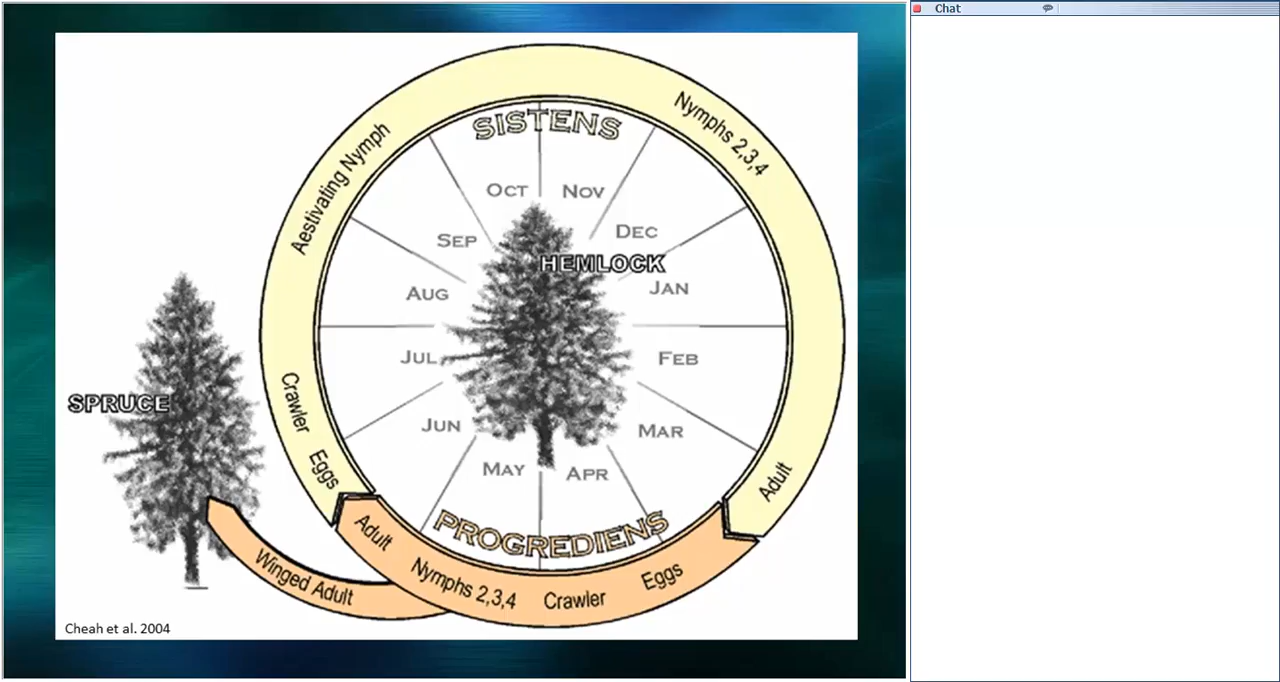 Chat
SISTENS
Nymphs 2,3,4
Aestivating Nymph
OCT
NOV
SEP
DEC
HEMLOCK
AUG
JAN
JUL
FEB
SPRUCE
Crawler
JUN
MAR
Eggs
MAY
APR
Adult
PROGREDIENS
Adult
Nymphs 2,3,4
Crawler
Eggs
Winged Adult
Cheah et al. 2004